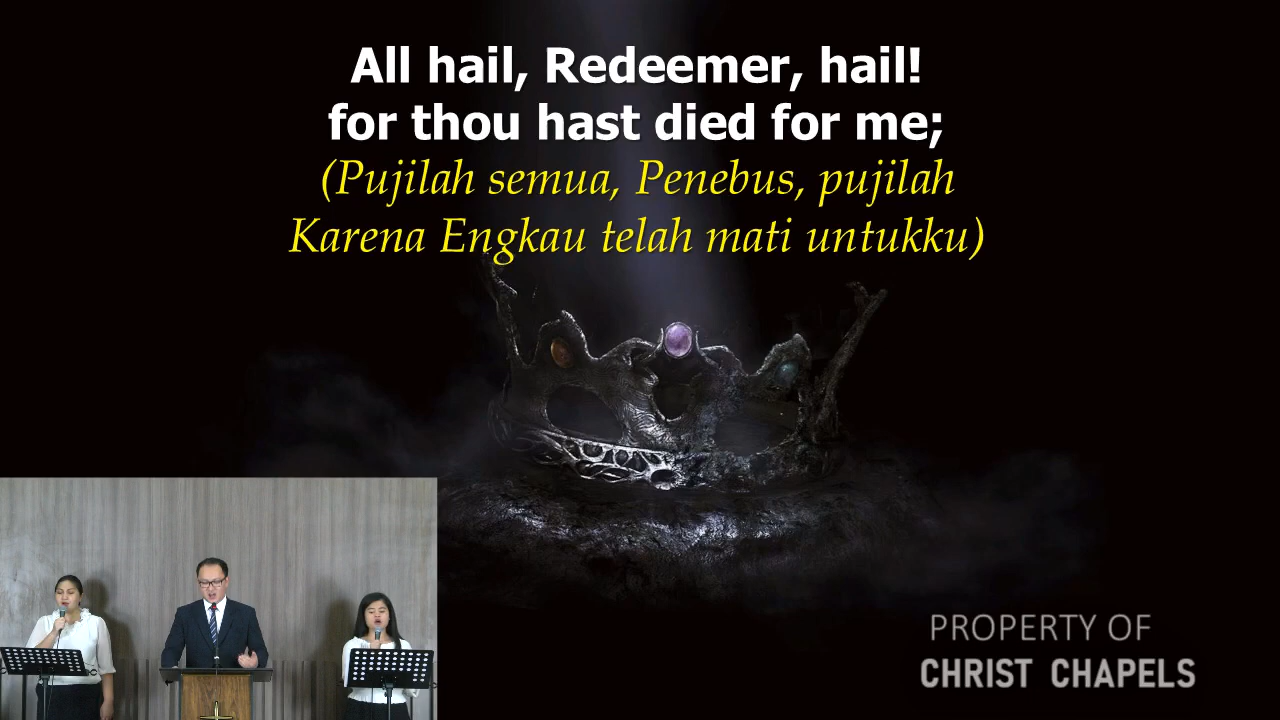 All hail, Redeemer, hail!
for thou hast died for me;
(Pujilah semua, Penebus, pujilah
Karena Engkau telah mati untukku)
PROPERTY OF
CHRIST CHAPELS